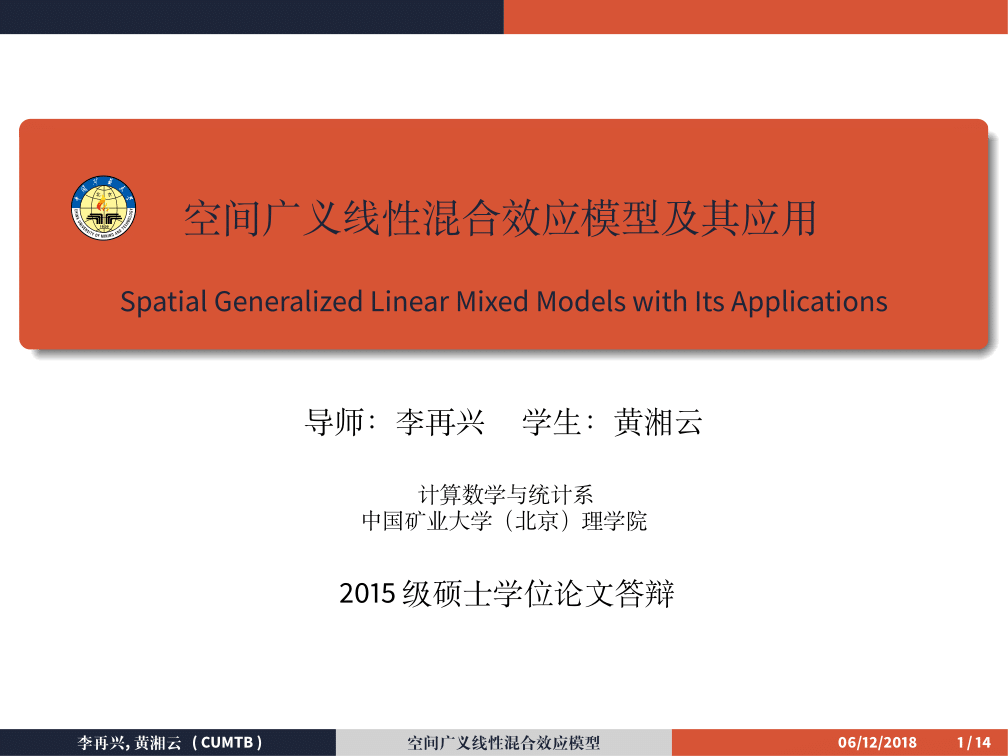 空间广义线性混合效应模型及其应用
Spatial Generalized Linear Mixed Models with Its Applications
导师：李再兴 学生：黄湘云
计算数学与统计系
中国矿业大学（北京）理学院
2015 级硕士学位论文答辩
李再兴, 黄湘云 ( CUMTB ) 空间广义线性混合效应模型 06/12/2018 1 / 14